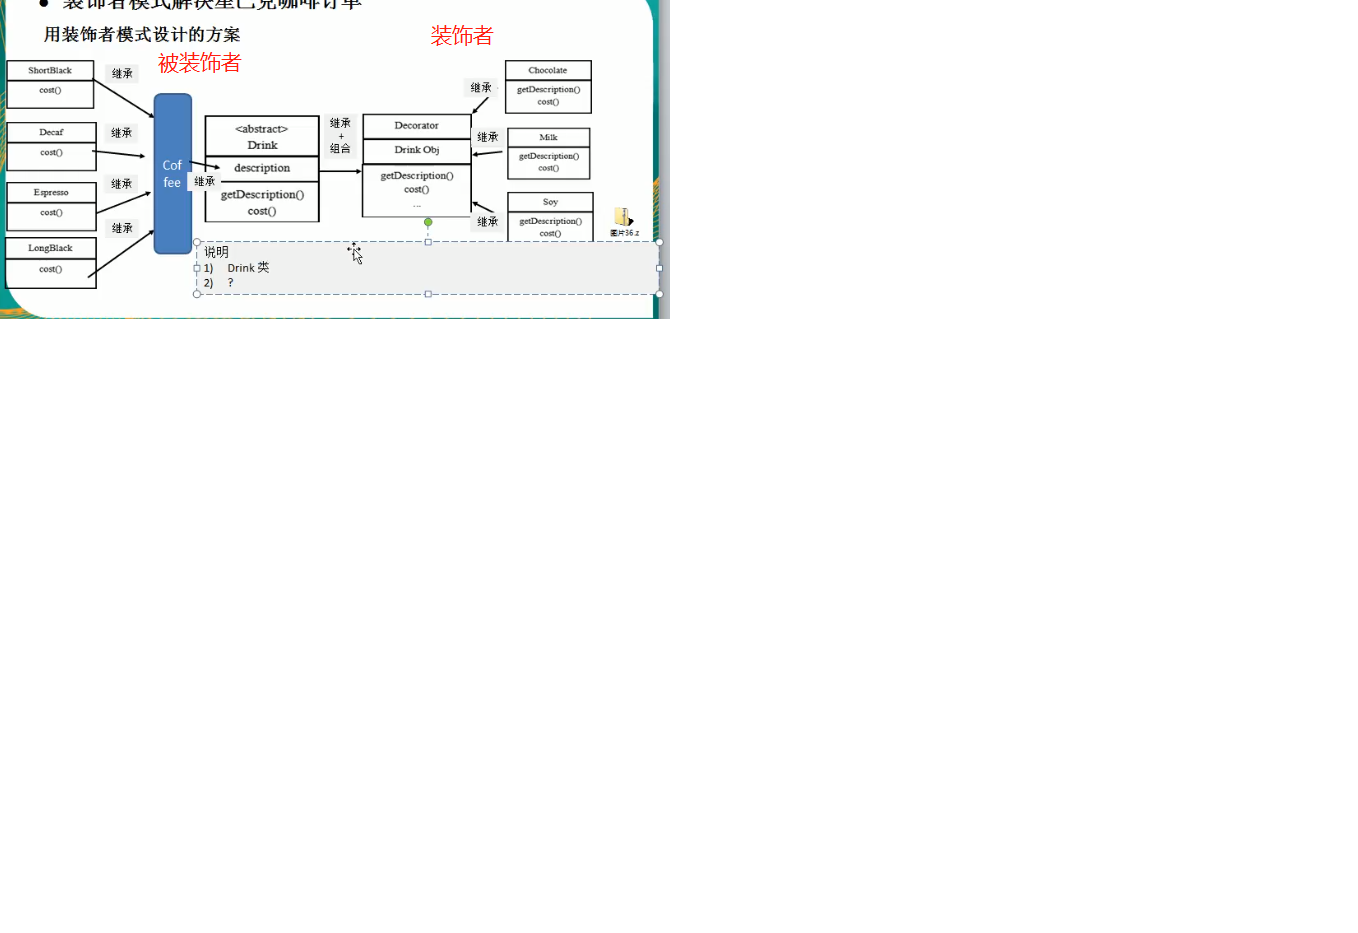 ● 装饰者模式解决星巴克咖啡订单
用装饰者模式设计的方案
被装饰者
装饰者
ShortBlack
cost()
继承
Decaf
cost()
继承
Espresso
cost()
继承
LongBlack
cost()
继承
Cof
fee
继承
<abstract>
Drink
description
getDescription()
cost()
继承
+
组合
Decorator
Drink Obj
getDescription()
cost()
...
继承
Chocolate
getDescription()
cost()
继承
Milk
getDescription()
cost()
继承
Soy
getDescription()
cost()
图片36.z
说明
1) Drink 类
2) ?